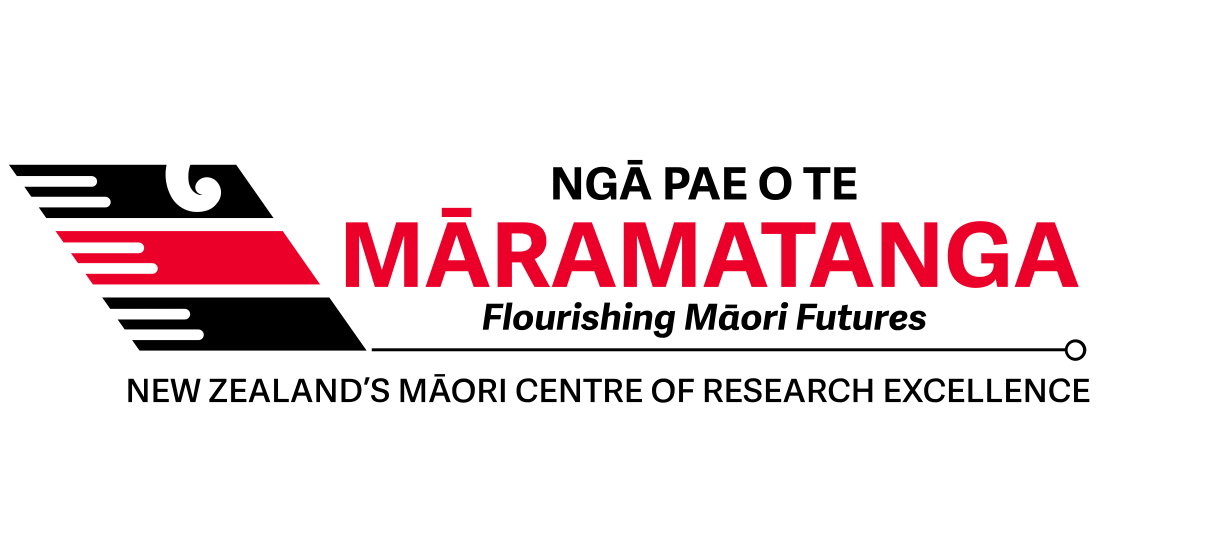 NGĀ PAE O TE
MĀRAMATANGA
Flourishing Māori Futures
NEW ZEALAND’S MĀORI CENTRE OF RESEARCH EXCELLENCE